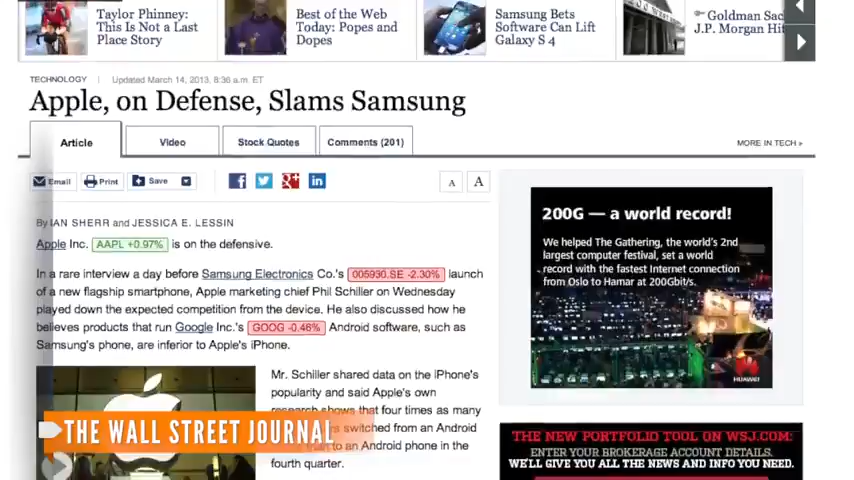 Taylor Phinney:
This Is Not a Last
Place Story
Best of the Web
Today: Popes and
Dopes
Samsung Bets
Software Can Lift
Galaxy S 4
Goldman Sac
J.P. Morgan Hit
TECHNOLOGY | Updated March 14, 2013, 8:36 a.m. ET
Apple, on Defense, Slams Samsung
Article
Video
Stock Quotes
Comments (201)
MORE IN TECH »
Email
Print
+ Save
A A
By IAN SHERR and JESSICA E. LESSIN
Apple Inc. AAPL +0.97% is on the defensive.
In a rare interview a day before Samsung Electronics Co.'s 005930.SE -2.30% launch
of a new flagship smartphone, Apple marketing chief Phil Schiller on Wednesday
played down the expected competition from the device. He also discussed how he
believes products that run Google Inc.'s GOOG -0.46% Android software, such as
Samsung's phone, are inferior to Apple's iPhone.
Mr. Schiller shared data on the iPhone's
popularity and said Apple's own
research shows that four times as many
switched from an Android
to an Android phone in the
fourth quarter.
200G — a world record!
We helped The Gathering, the world's 2nd
largest computer festival, set a world
record with the fastest Internet connection
from Oslo to Hamar at 200Gbit/s.
HUAWEI
THE NEW PORTFOLIO TOOL ON WSJ.COM:
ENTER YOUR BROKERAGE ACCOUNT DETAILS.
WE'LL GIVE YOU ALL THE NEWS AND INFO YOU NEED.
THE WALL STREET JOURNAL